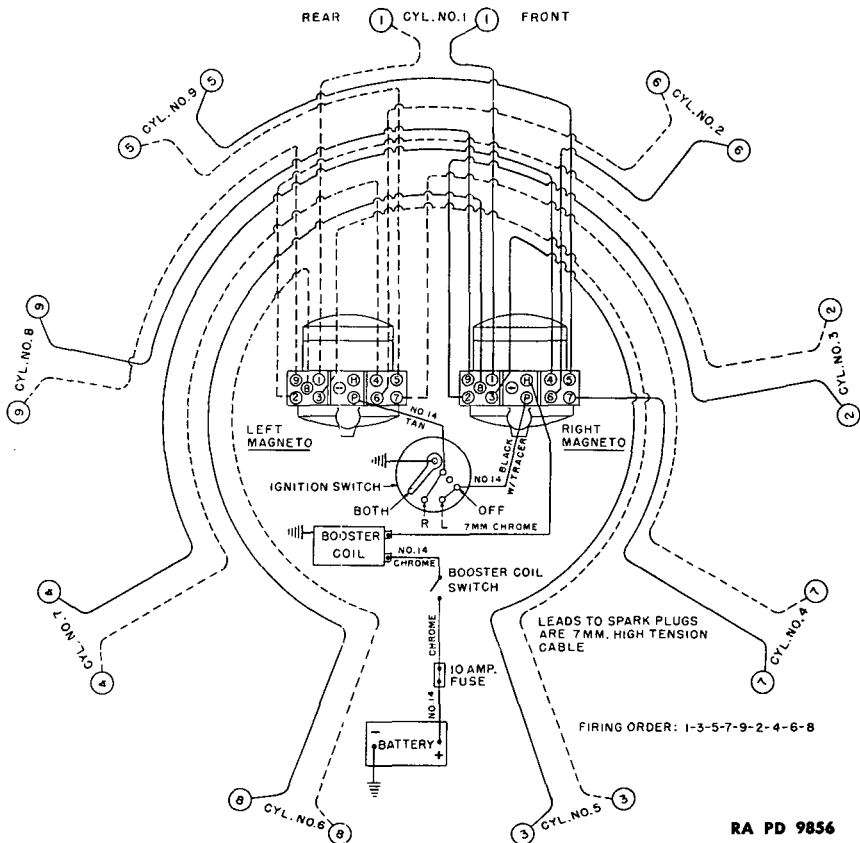 REAR
1
CYL. NO. 1
1
FRONT
5
CYL. NO. 9
5
6
CYL. NO. 2
6
9
CYL. NO. 8
9
2
CYL. NO. 3
2
9 1 H 4 5
8 −
2 3 P 6 7
9 1 H 4 5
8 −
2 3 P 6 7
LEFT
MAGNETO
RIGHT
MAGNETO
NO 14
TAN
BLACK
W/TRACER
NO. 14
IGNITION SWITCH
BOTH
R
L
OFF
7MM CHROME
BOOSTER
COIL
NO. 14
CHROME
BOOSTER COIL
SWITCH
CHROME
10 AMP.
FUSE
NO. 14
- BATTERY +
LEADS TO SPARK PLUGS
ARE 7MM. HIGH TENSION
CABLE
4
CYL. NO. 7
4
7
CYL. NO. 4
7
FIRING ORDER: 1-3-5-7-9-2-4-6-8
8
CYL. NO. 6
8
3
CYL. NO. 5
3
RA PD 9856